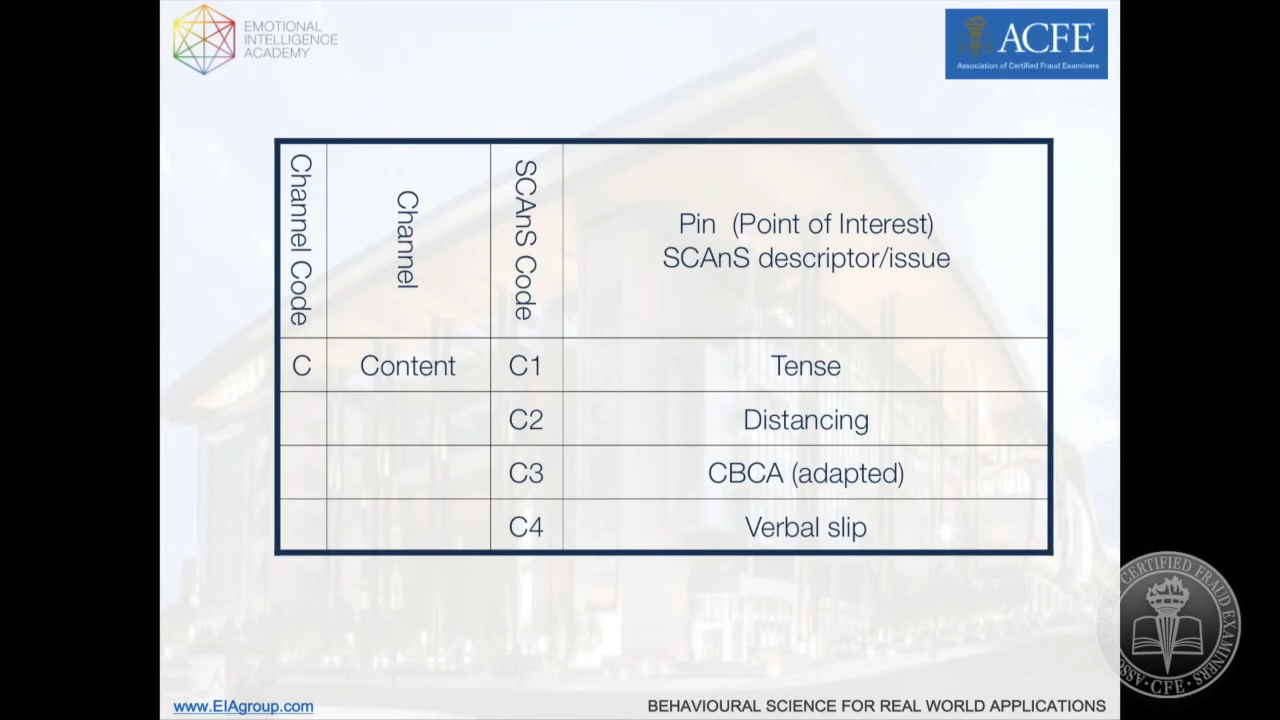 EMOTIONAL
INTELLIGENCE
ACADEMY
ACFE
Association of Certified Fraud Examiners
Channel Code
Channel
SCAnS Code
Pin (Point of Interest)
SCAnS descriptor/issue
C Content C1 Tense
C2 Distancing
C3 CBCA (adapted)
C4 Verbal slip
CERTIFIED FRAUD EXAMINERS
CFE
www.EIAgroup.com
BEHAVIOURAL SCIENCE FOR REAL WORLD APPLICATIONS